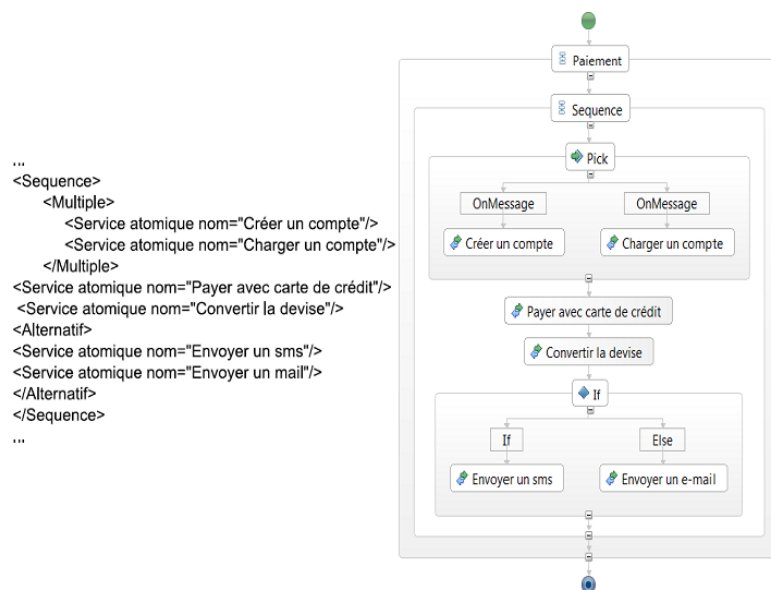 ...
<Sequence>
<Multiple>
<Service atomique nom="Créer un compte"/>
<Service atomique nom="Charger un compte"/>
</Multiple>
<Service atomique nom="Payer avec carte de crédit"/>
<Service atomique nom="Convertir la devise"/>
<Alternatif>
<Service atomique nom="Envoyer un sms"/>
<Service atomique nom="Envoyer un mail"/>
</Alternatif>
</Sequence>
...
Paiement
Sequence
Pick
OnMessage OnMessage
Créer un compte Charger un compte
Payer avec carte de crédit
Convertir la devise
If
If Else
Envoyer un sms Envoyer un e-mail